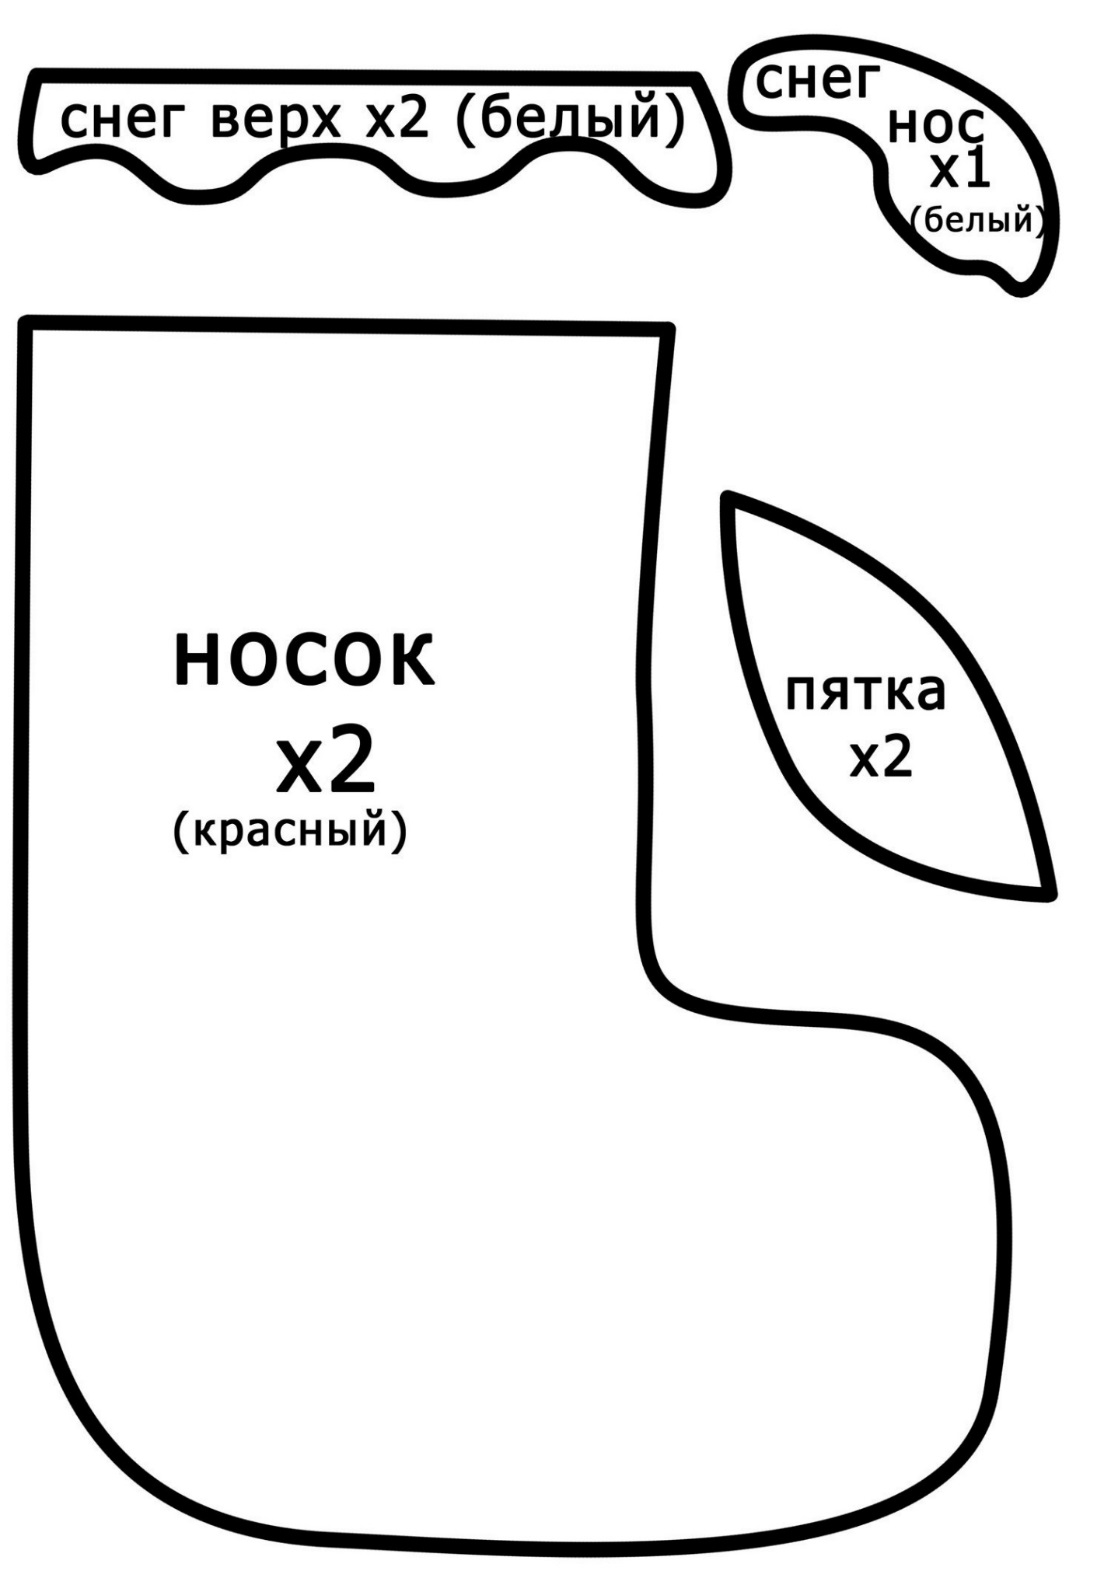 снег верх х2 (белый)
снег
нос
х1
(белый)
носок
х2
(красный)
пятка
х2